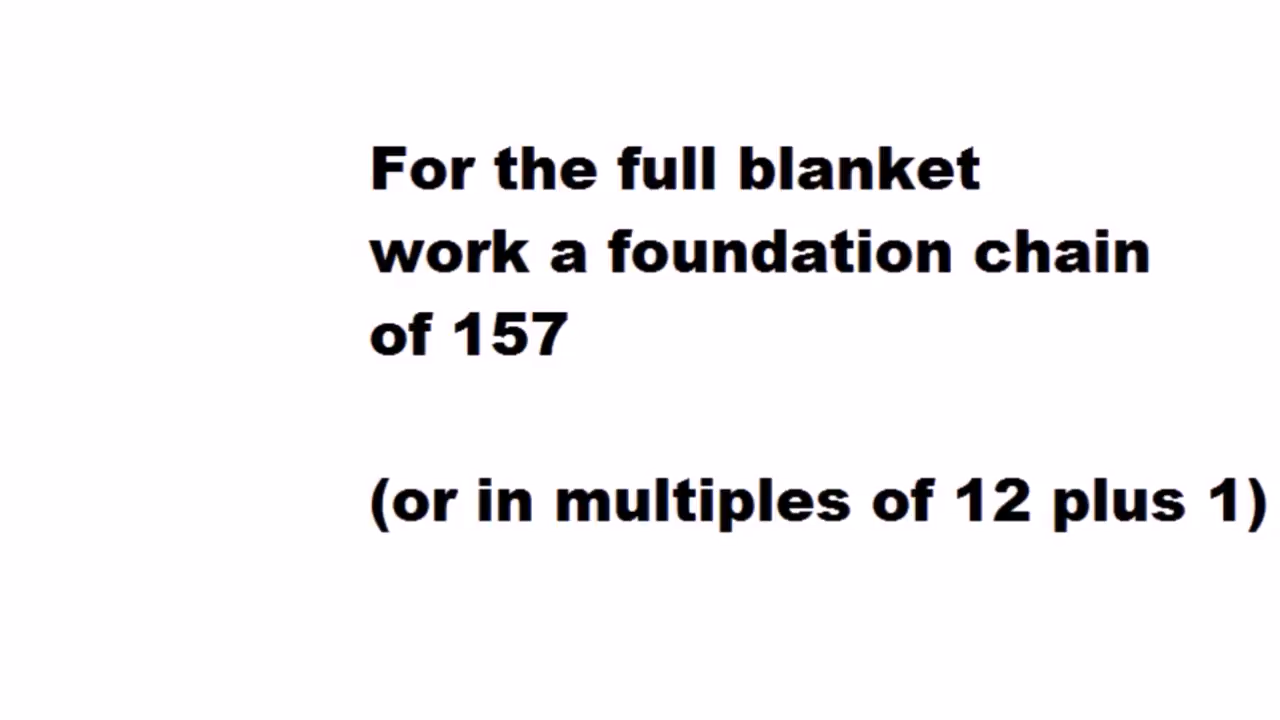 For the full blanket
work a foundation chain
of 157
(or in multiples of 12 plus 1)